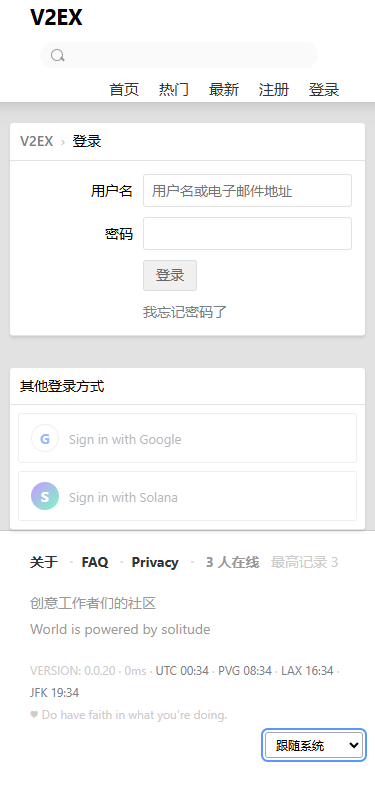 V2EX
首页 热门 最新 注册 登录
V2EX › 登录
用户名 用户名或电子邮件地址
密码
登录
我忘记密码了
其他登录方式
G Sign in with Google
S Sign in with Solana
关于 · FAQ · Privacy · 3 人在线 最高记录 3
创意工作者们的社区
World is powered by solitude
VERSION: 0.0.20 · 0ms · UTC 00:34 · PVG 08:34 · LAX 16:34 ·
JFK 19:34
♥ Do have faith in what you're doing.
跟随系统